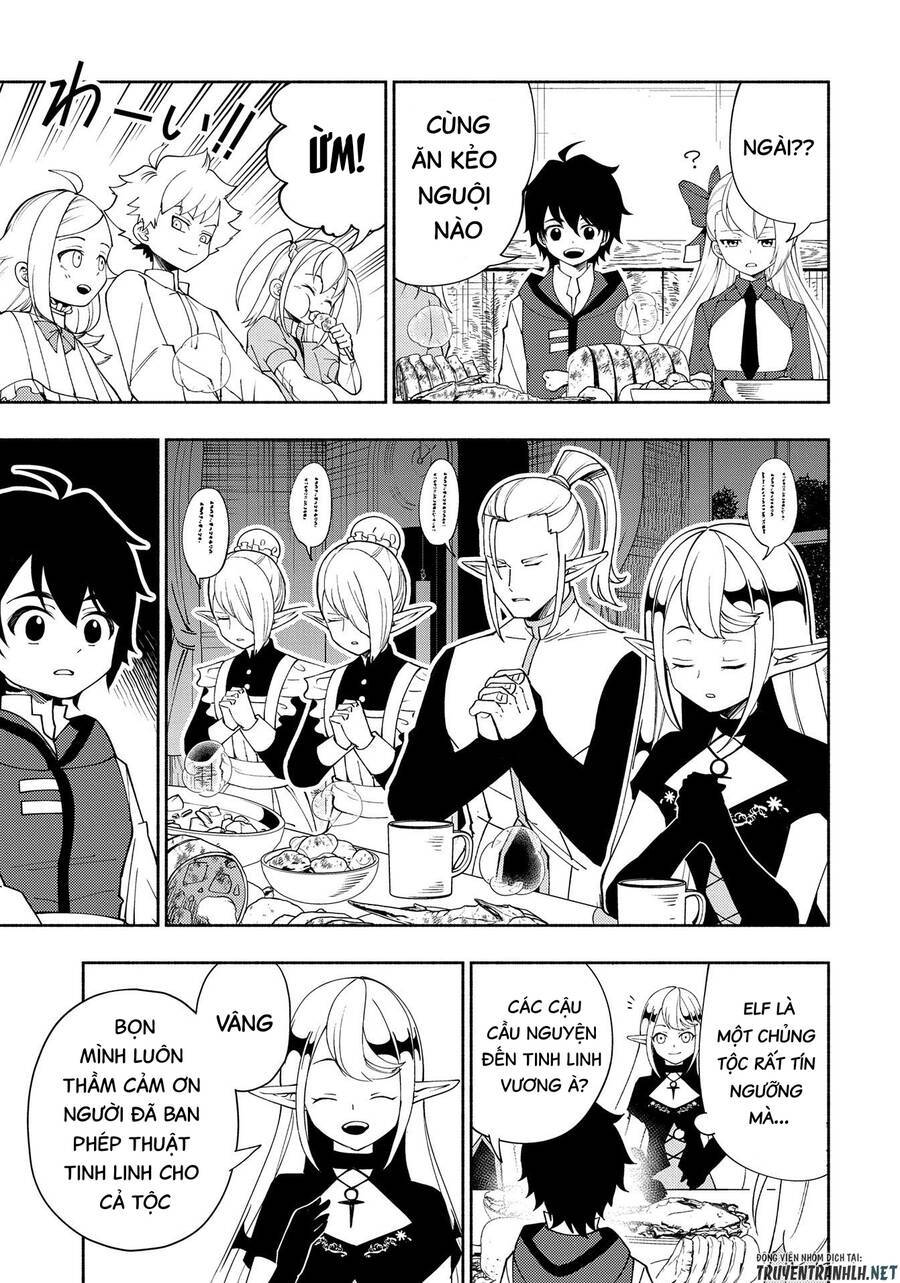 NGÀI??
CÙNG
ĂN KẺO
NGUỘI
NÀO
ỪM!
わーい!!
?
ELF LÀ
MỘT CHỦNG
TỘC RẤT TÍN
NGƯỠNG
MÀ...
CÁC CẬU
CẦU NGUYỆN
ĐẾN TINH LINH
VƯƠNG À?
VÂNG
BỌN
MÌNH LUÔN
THẦM CẢM ƠN
NGƯỜI ĐÃ BAN
PHÉP THUẬT
TINH LINH CHO
CẢ TỘC
ĐỘNG VIÊN NHÓM DỊCH TẠI:
TRUYENTRANHLH.NET